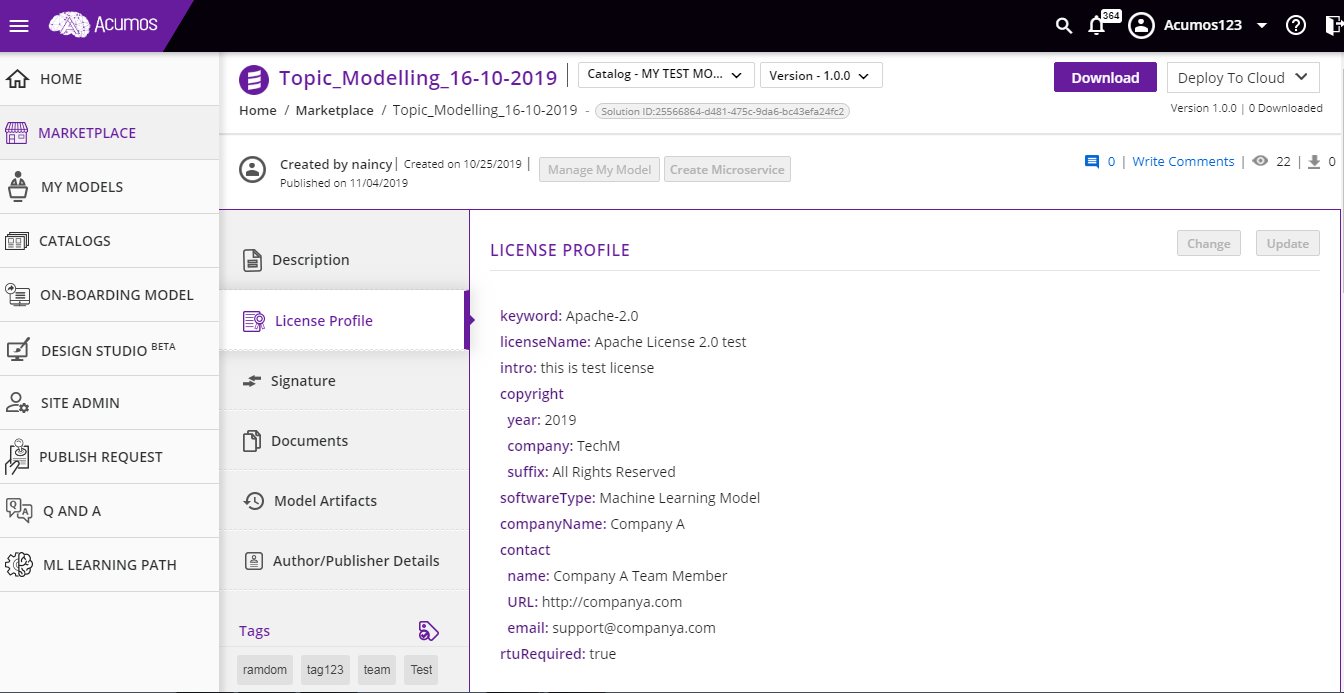 Acumos
364
Acumos123
HOME
MARKETPLACE
MY MODELS
CATALOGS
ON-BOARDING MODEL
DESIGN STUDIO BETA
SITE ADMIN
PUBLISH REQUEST
Q AND A
ML LEARNING PATH
Topic_Modelling_16-10-2019
Catalog - MY TEST MO...
Version - 1.0.0
Download
Deploy To Cloud
Home / Marketplace / Topic_Modelling_16-10-2019 - Solution ID:25566864-d481-475c-9da6-bc43efa24fc2
Version 1.0.0 | 0 Downloaded
Created by naincy| Created on 10/25/2019 |
Published on 11/04/2019
Manage My Model
Create Microservice
0 | Write Comments | 22 | 0
Description
License Profile
Signature
Documents
Model Artifacts
Author/Publisher Details
Tags
ramdom tag123 team Test
LICENSE PROFILE
Change
Update
keyword: Apache-2.0
licenseName: Apache License 2.0 test
intro: this is test license
copyright
year: 2019
company: TechM
suffix: All Rights Reserved
softwareType: Machine Learning Model
companyName: Company A
contact
name: Company A Team Member
URL: http://companya.com
email: support@companya.com
rtuRequired: true